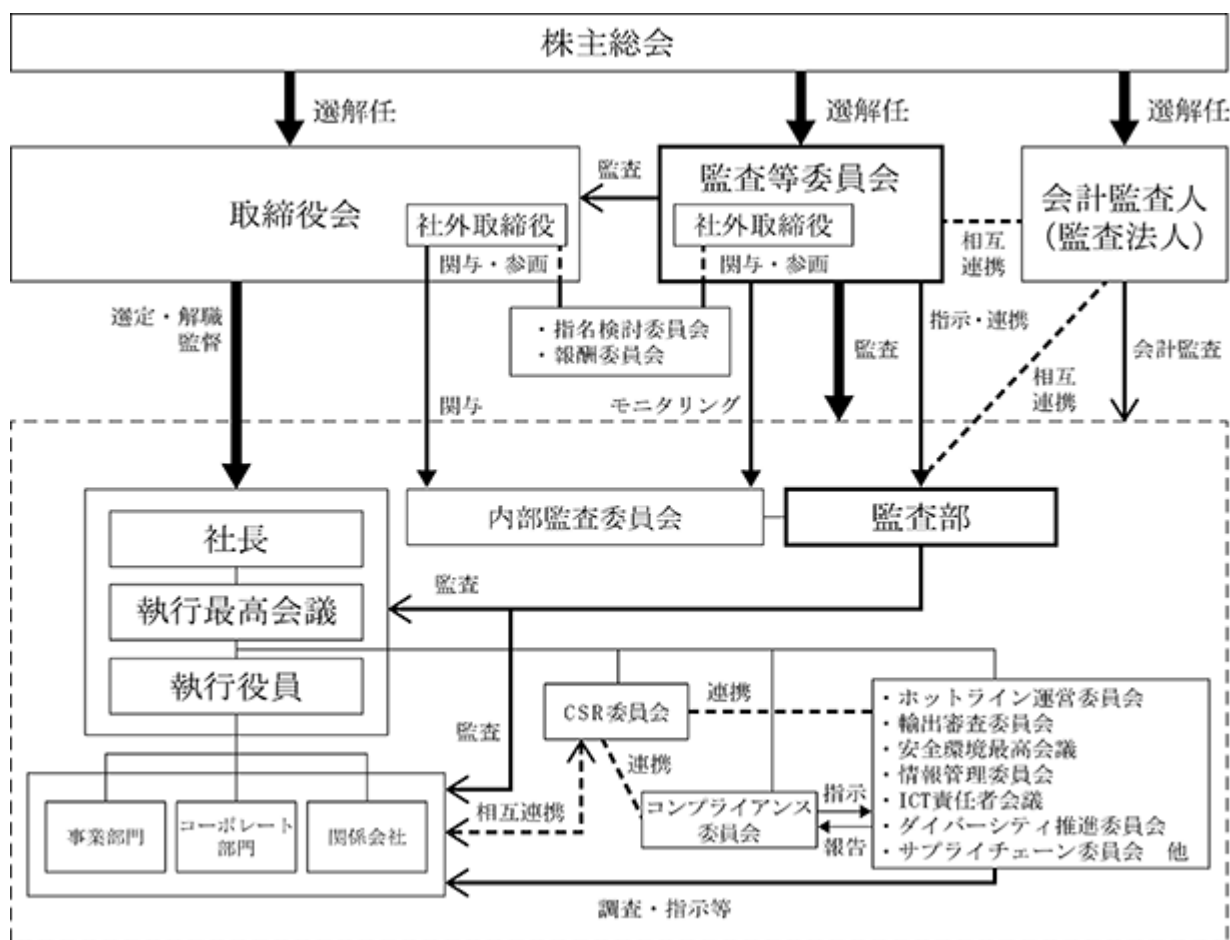 株主総会
選解任
選解任
選解任
取締役会
社外取締役
関与・参画
監査
監査等委員会
社外取締役
関与・参画
相互
連携
会計監査人
(監査法人)
選定・解職
監督
・指名検討委員会
・報酬委員会
関与
モニタリング
監査
指示・連携
相互
連携
会計監査
社長
執行最高会議
執行役員
内部監査委員会
監査部
監査
監査
CSR委員会
連携
連携
相互連携
コンプライアンス
委員会
指示
報告
・ホットライン運営委員会
・輸出審査委員会
・安全環境最高会議
・情報管理委員会
・ICT責任者会議
・ダイバーシティ推進委員会
・サプライチェーン委員会　他
事業部門
コーポレート
部門
関係会社
調査・指示等